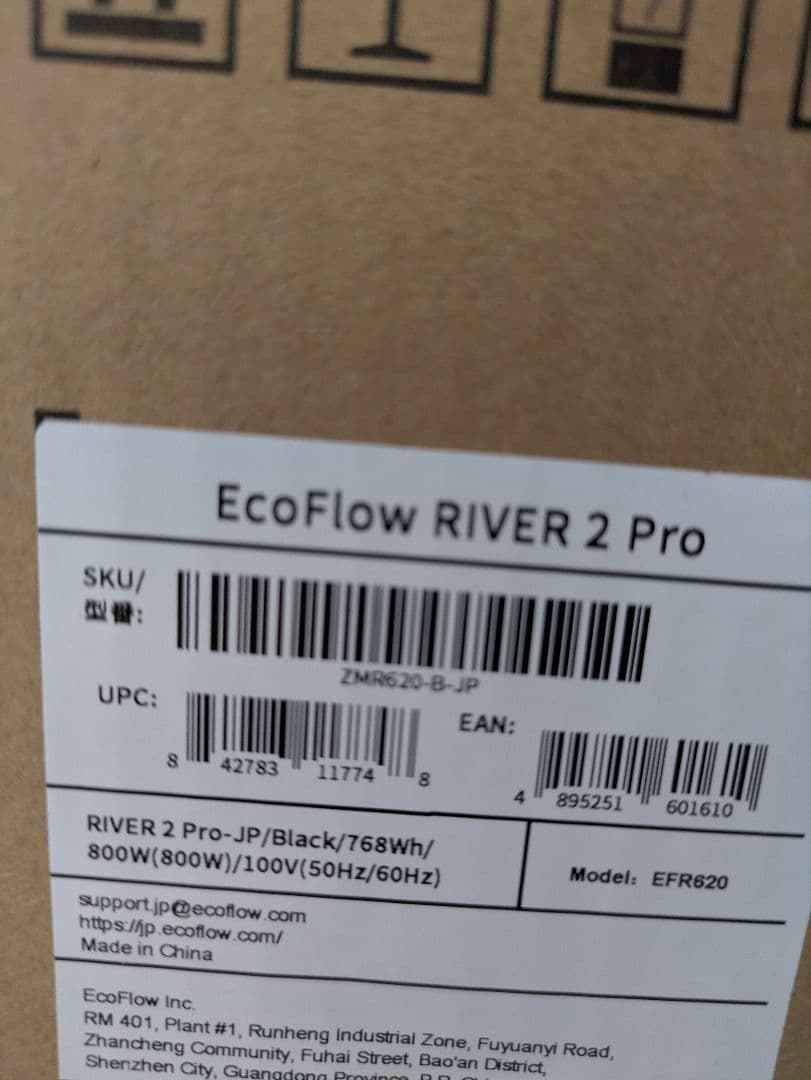 EcoFlow RIVER 2 Pro
SKU/
型番:
ZMR620-B-JP
UPC:
8 42783 11774 8
EAN:
4 895251 601610
RIVER 2 Pro-JP/Black/768Wh/
800W(800W)/100V(50Hz/60Hz)
Model: EFR620
support.jp@ecoflow.com
https://jp.ecoflow.com/
Made in China
EcoFlow Inc.
RM 401, Plant #1, Runheng Industrial Zone, Fuyuanyi Road,
Zhancheng Community, Fuhai Street, Bao'an District,
Shenzhen City, Guangdong Province